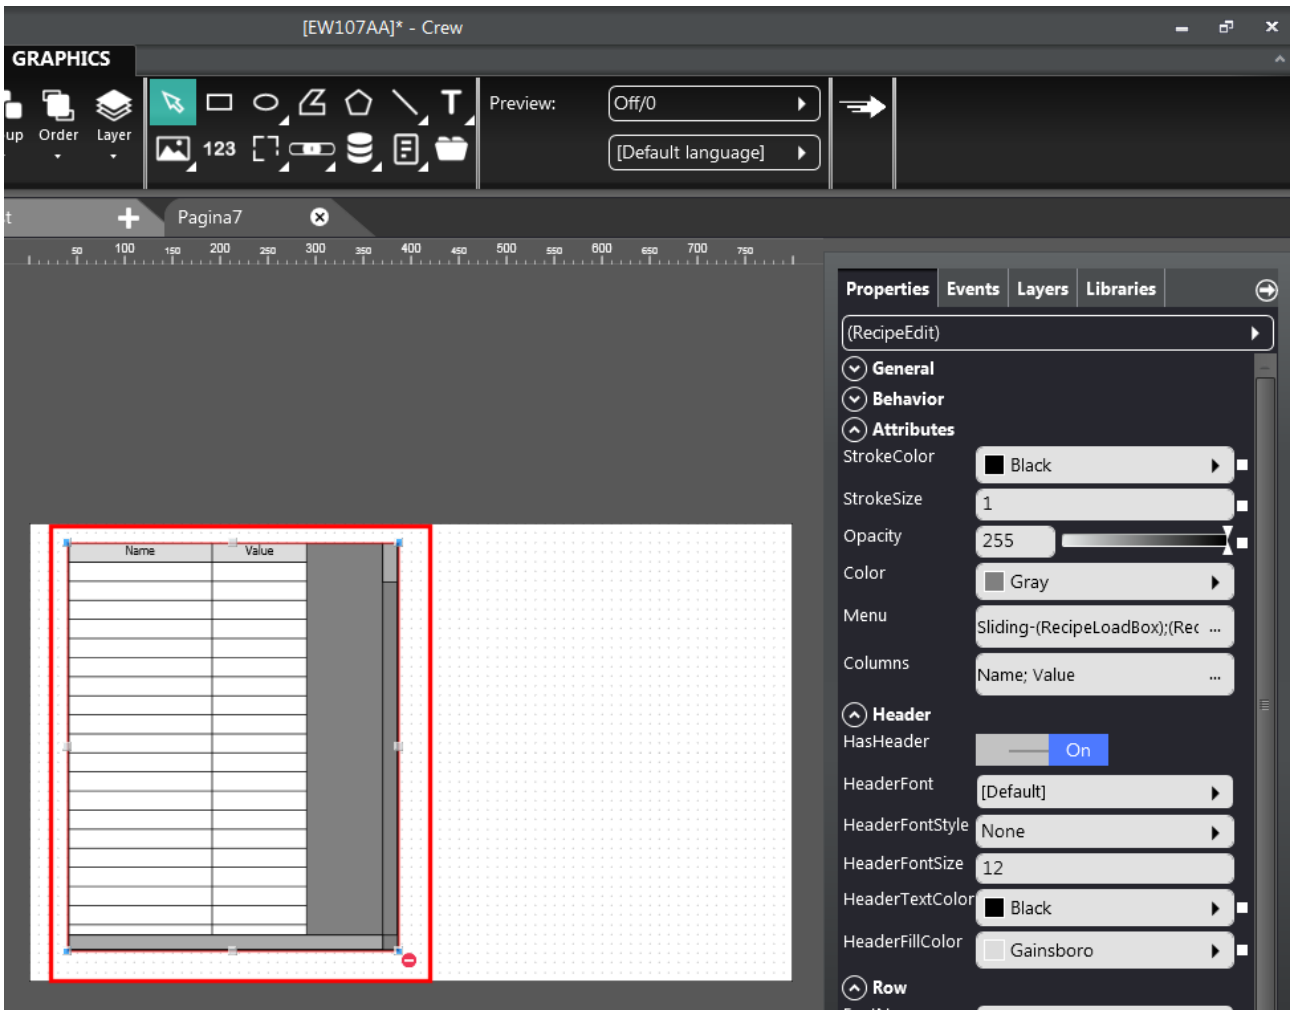 [EW107AA]* - Crew
GRAPHICS
up Order Layer
123
T
Preview: Off/0
[Default language]
st
Pagina7
50 100 150 200 250 300 350 400 450 500 550 600 650 700 750
Properties Events Layers Libraries
(RecipeEdit)
General
Behavior
Attributes
StrokeColor Black
StrokeSize 1
Opacity 255
Color Gray
Menu Sliding-(RecipeLoadBox);(Rec ...
Columns Name; Value ...
Header
HasHeader On
HeaderFont [Default]
HeaderFontStyle None
HeaderFontSize 12
HeaderTextColor Black
HeaderFillColor Gainsboro
Row
Name Value